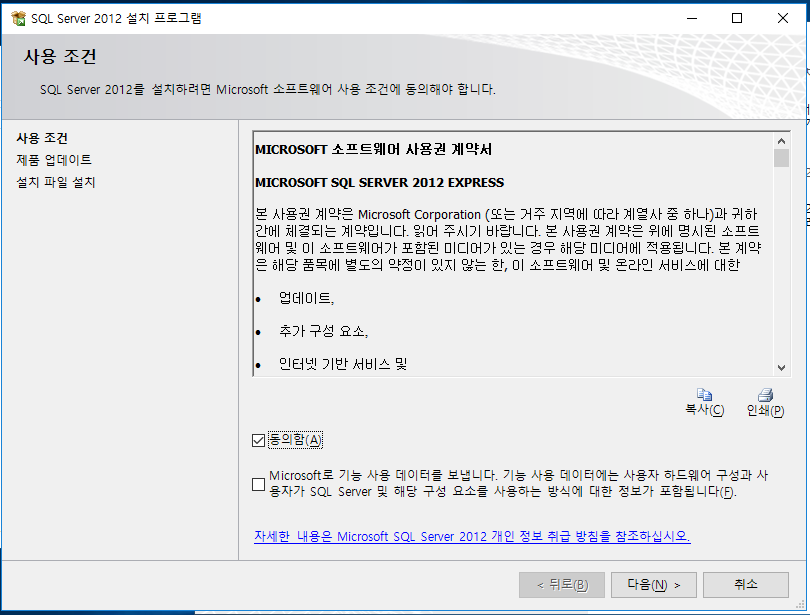 SQL Server 2012 설치 프로그램
사용 조건
SQL Server 2012를 설치하려면 Microsoft 소프트웨어 사용 조건에 동의해야 합니다.
사용 조건
제품 업데이트
설치 파일 설치
MICROSOFT 소프트웨어 사용권 계약서
MICROSOFT SQL SERVER 2012 EXPRESS
본 사용권 계약은 Microsoft Corporation (또는 거주 지역에 따라 계열사 중 하나)과 귀하
간에 체결되는 계약입니다. 읽어 주시기 바랍니다. 본 사용권 계약은 위에 명시된 소프트
웨어 및 이 소프트웨어가 포함된 미디어가 있는 경우 해당 미디어에 적용됩니다. 본 계약
은 해당 품목에 별도의 약정이 있지 않는 한, 이 소프트웨어 및 온라인 서비스에 대한
• 업데이트,
• 추가 구성 요소,
• 인터넷 기반 서비스 및
복사(C)
인쇄(P)
동의함(A)
Microsoft로 기능 사용 데이터를 보냅니다. 기능 사용 데이터에는 사용자 하드웨어 구성과 사
용자가 SQL Server 및 해당 구성 요소를 사용하는 방식에 대한 정보가 포함됩니다(F).
자세한 내용은 Microsoft SQL Server 2012 개인 정보 취급 방침을 참조하십시오.
< 뒤로(B)
다음(N) >
취소